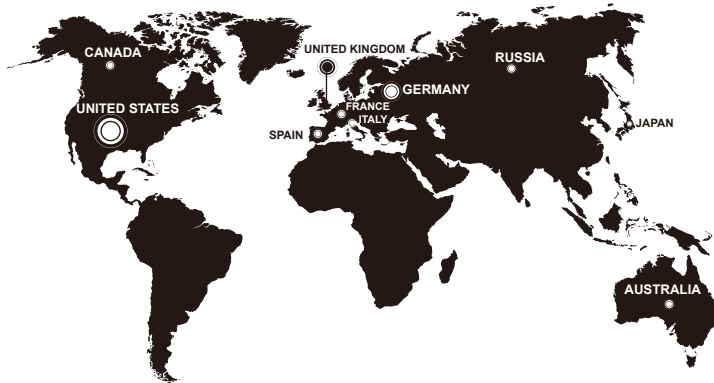 CANADA
UNITED KINGDOM
RUSSIA
UNITED STATES
GERMANY
FRANCE
ITALY
SPAIN
JAPAN
AUSTRALIA